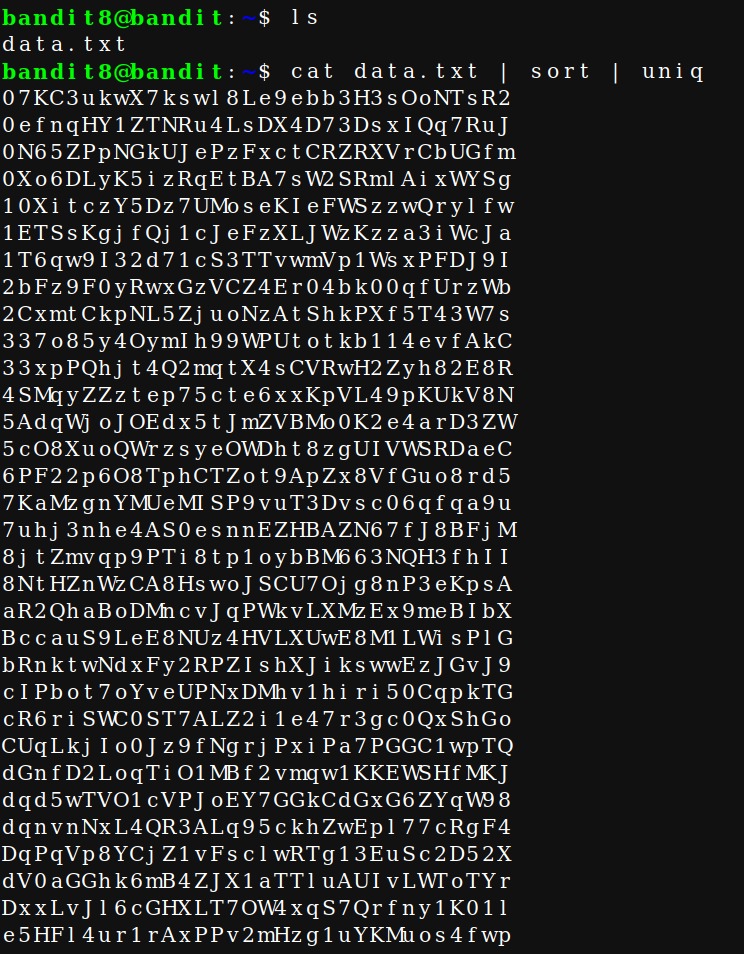 bandit8@bandit:~$ ls
data.txt
bandit8@bandit:~$ cat data.txt | sort | uniq
07KC3ukwX7kswl8Le9ebb3H3sOoNTsR2
0efnqHY1ZTNRu4LsDX4D73DsxIQq7RuJ
0N65ZPpNGkUJePzFxctCRZRXVrCbUGfm
0Xo6DLyK5izRqEtBA7sW2SRmlAixWYSg
10XitczY5Dz7UMoseKIeFWSzzwQrylfw
1ETSsKgjfQj1cJeFzXLJWzKzza3iWcJa
1T6qw9I32d71cS3TTvwmVp1WsxPFDJ9I
2bFz9F0yRwxGzVCZ4Er04bk00qfUrzWb
2CxmtCkpNL5ZjuoNzAtShkPXf5T43W7s
337o85y4OymIh99WPUtotkb114evfAkC
33xpPQhjt4Q2mqtX4sCVRwH2Zyh82E8R
4SMqyZZztep75cte6xxKpVL49pKUkV8N
5AdqWjoJOEdx5tJmZVBMo0K2e4arD3ZW
5cO8XuoQWrzsyeOWDht8zgUIVWSRDaeC
6PF22p6O8TphCTZot9ApZx8VfGuo8rd5
7KaMzgnYMUeMISP9vuT3Dvsc06qfqa9u
7uhj3nhe4AS0esnnEZHBAZN67fJ8BFjM
8jtZmvqp9PTi8tp1oybBM663NQH3fhII
8NtHZnWzCA8HswoJSCU7Ojg8nP3eKpsA
aR2QhaBoDMncvJqPWkvLXMzEx9meBIbX
BccauS9LeE8NUz4HVLXUwE8M1LWisPlG
bRnktwNdxFy2RPZIshXJikswwEzJGvJ9
cIPbot7oYveUPNxDMhv1hiri50CqpkTG
cR6riSWC0ST7ALZ2i1e47r3gc0QxShGo
CUqLkjIo0Jz9fNgrjPxiPa7PGGC1wpTQ
dGnfD2LoqTiO1MBf2vmqw1KKEWSHfMKJ
dqd5wTVO1cVPJoEY7GGkCdGxG6ZYqW98
dqnvnNxL4QR3ALq95ckhZwEpl77cRgF4
DqPqVp8YCjZ1vFsclwRTg13EuSc2D52X
dV0aGGhk6mB4ZJX1aTTluAUIvLWToTYr
DxxLvJl6cGHXLT7OW4xqS7Qrfny1K01l
e5HFl4ur1rAxPPv2mHzg1uYKMuos4fwp